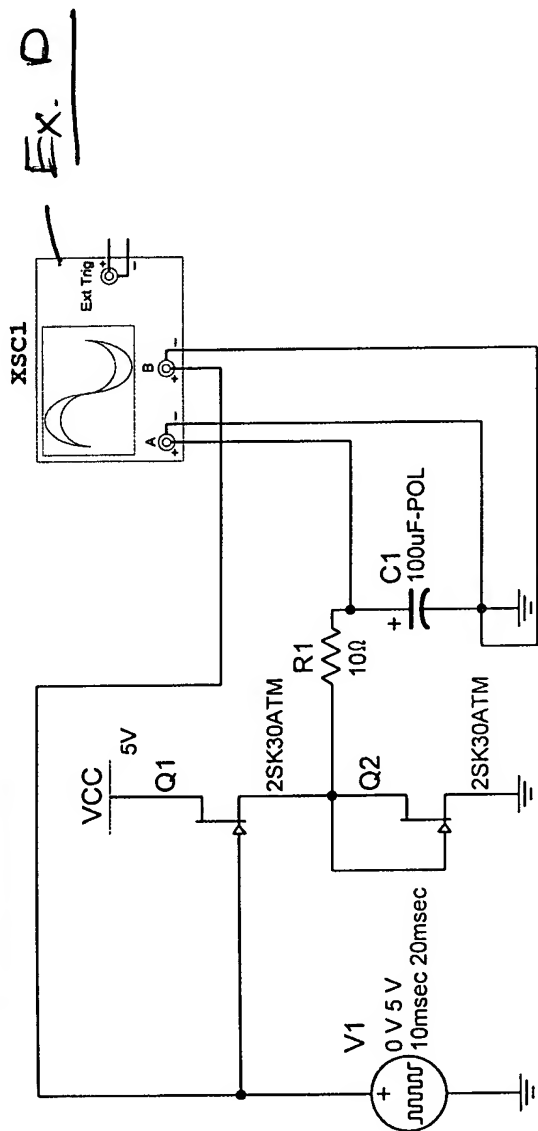 Ex. D
XSC1
Ext Trig
+
-
A
B
+
-
+
-
VCC
5V
Q1
2SK30ATM
R1
10Ω
C1
+
100uF-POL
Q2
2SK30ATM
V1
+
0 V 5 V
10msec 20msec